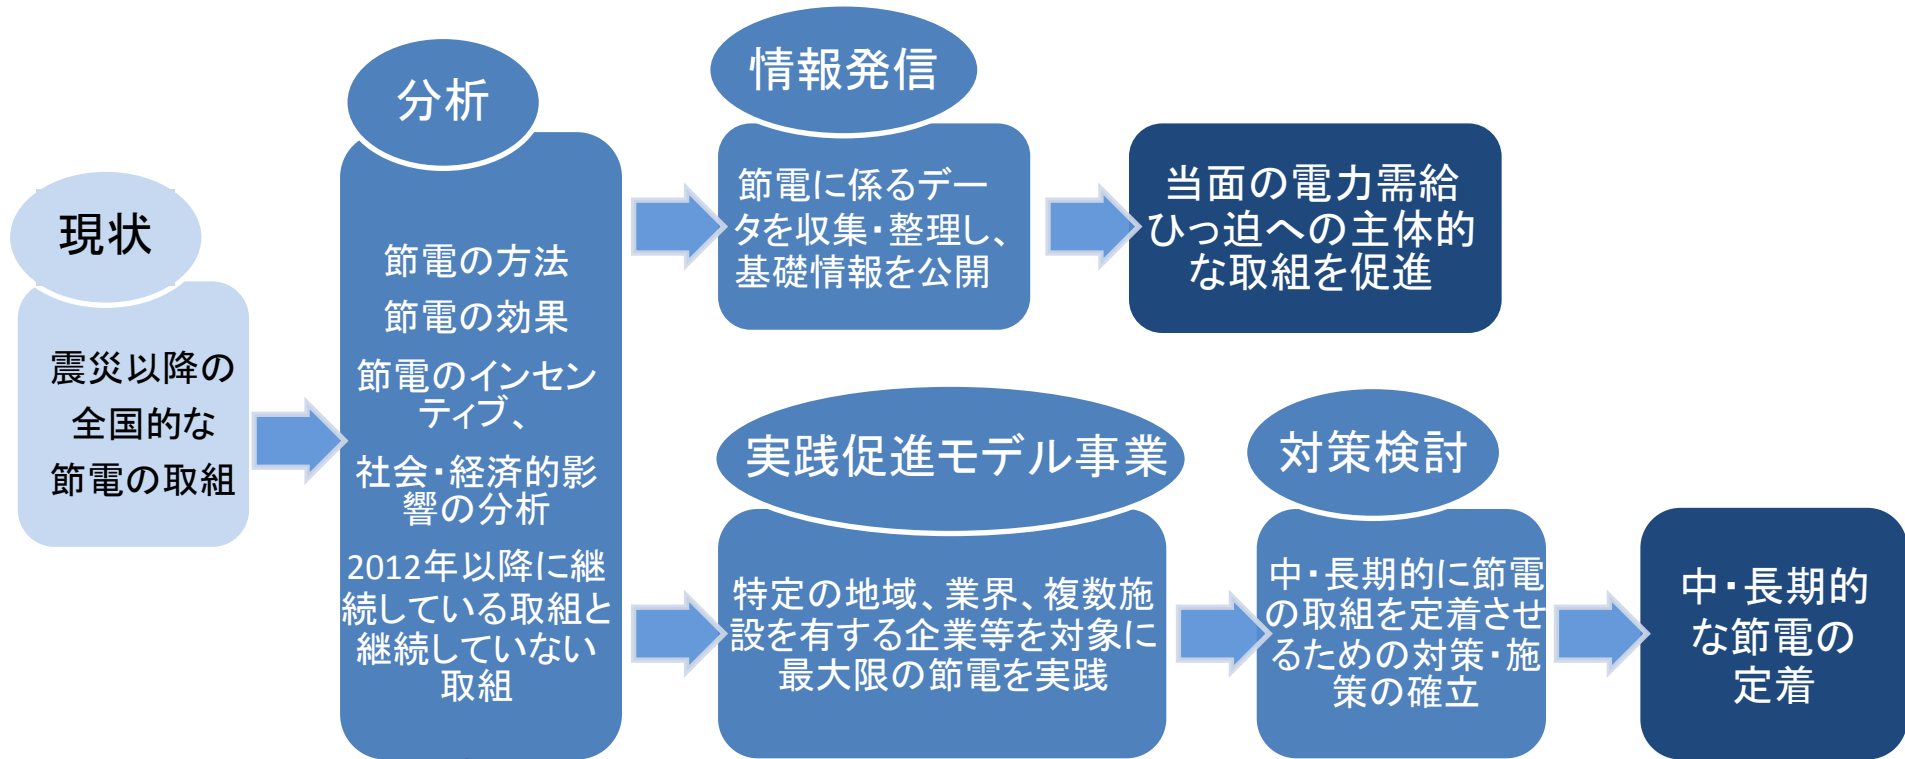 現状
震災以降の
全国的な
節電の取組
分析
節電の方法
節電の効果
節電のインセン
ティブ、
社会・経済的影
響の分析
2012年以降に継
続している取組と
継続していない
取組
情報発信
節電に係るデー
タを収集・整理し、
基礎情報を公開
当面の電力需給
ひっ迫への主体的
な取組を促進
実践促進モデル事業
特定の地域、業界、複数施
設を有する企業等を対象に
最大限の節電を実践
対策検討
中・長期的に節電
の取組を定着させ
るための対策・施
策の確立
中・長期的
な節電の
定着